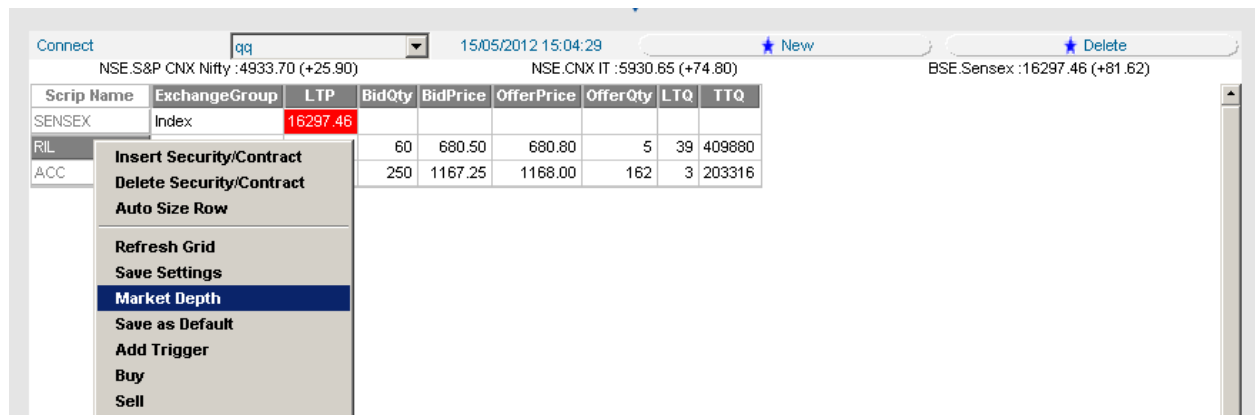 Connect qq 15/05/2012 15:04:29 New Delete
NSE.S&P CNX Nifty :4933.70 (+25.90) NSE.CNX IT :5930.65 (+74.80) BSE.Sensex :16297.46 (+81.62)
Scrip Name ExchangeGroup LTP BidQty BidPrice OfferPrice OfferQty LTQ TTQ
SENSEX Index 16297.46
RIL 60 680.50 680.80 5 39 409880
ACC 250 1167.25 1168.00 162 3 203316
Insert Security/Contract
Delete Security/Contract
Auto Size Row
Refresh Grid
Save Settings
Market Depth
Save as Default
Add Trigger
Buy
Sell